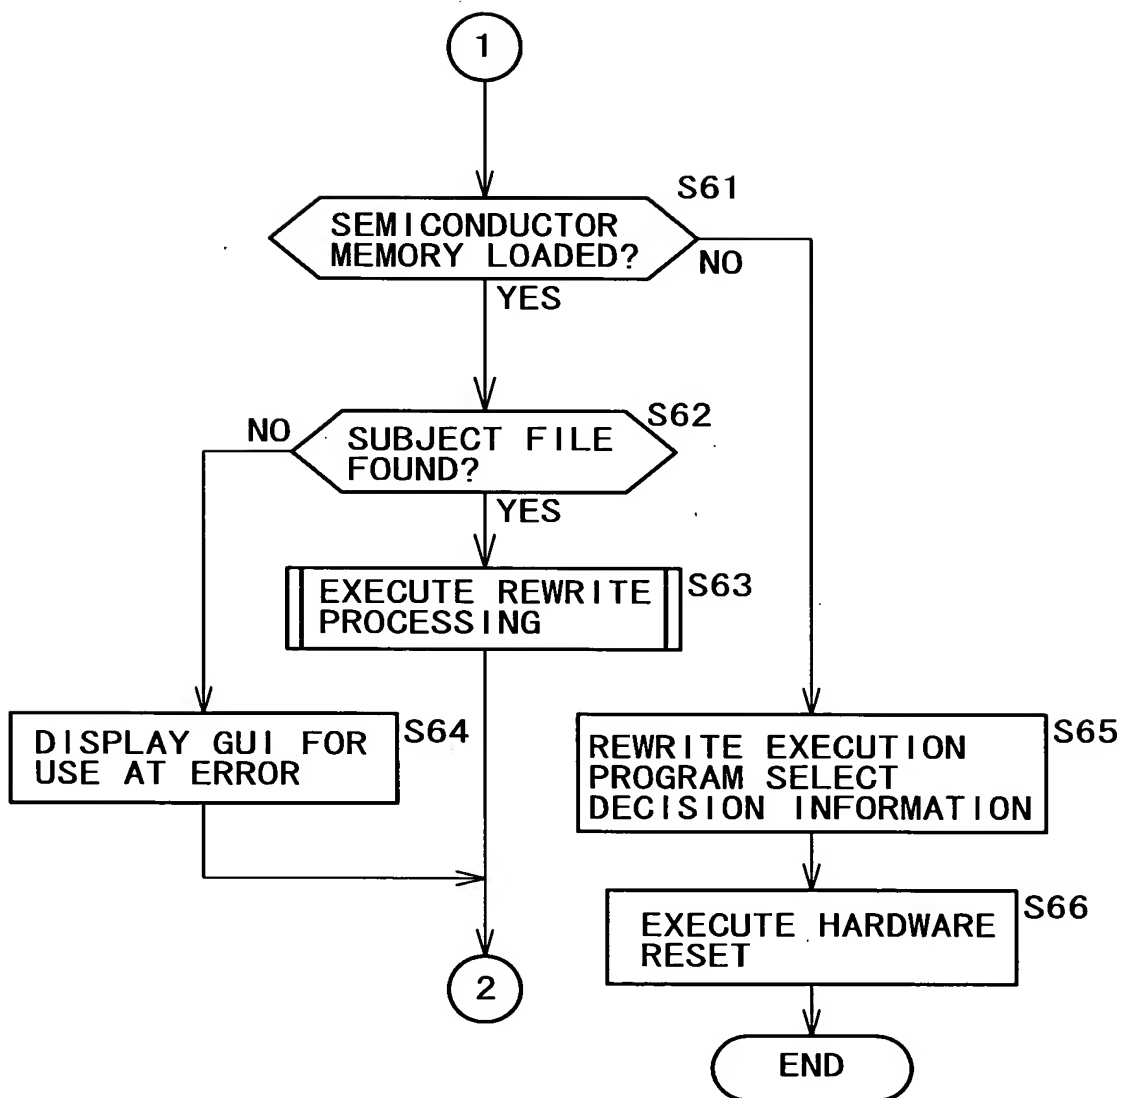 1
S61
SEMICONDUCTOR
MEMORY LOADED?
NO
YES
S62
NO
SUBJECT FILE
FOUND?
YES
S63
EXECUTE REWRITE
PROCESSING
S64
DISPLAY GUI FOR
USE AT ERROR
S65
REWRITE EXECUTION
PROGRAM SELECT
DECISION INFORMATION
S66
EXECUTE HARDWARE
RESET
2
END